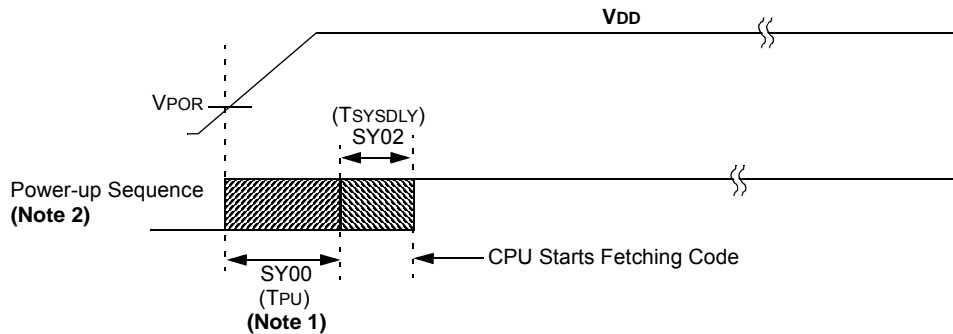 VDD
VPOR
(TSYSDLY)
SY02
Power-up Sequence
(Note 2)
CPU Starts Fetching Code
SY00
(TPU)
(Note 1)